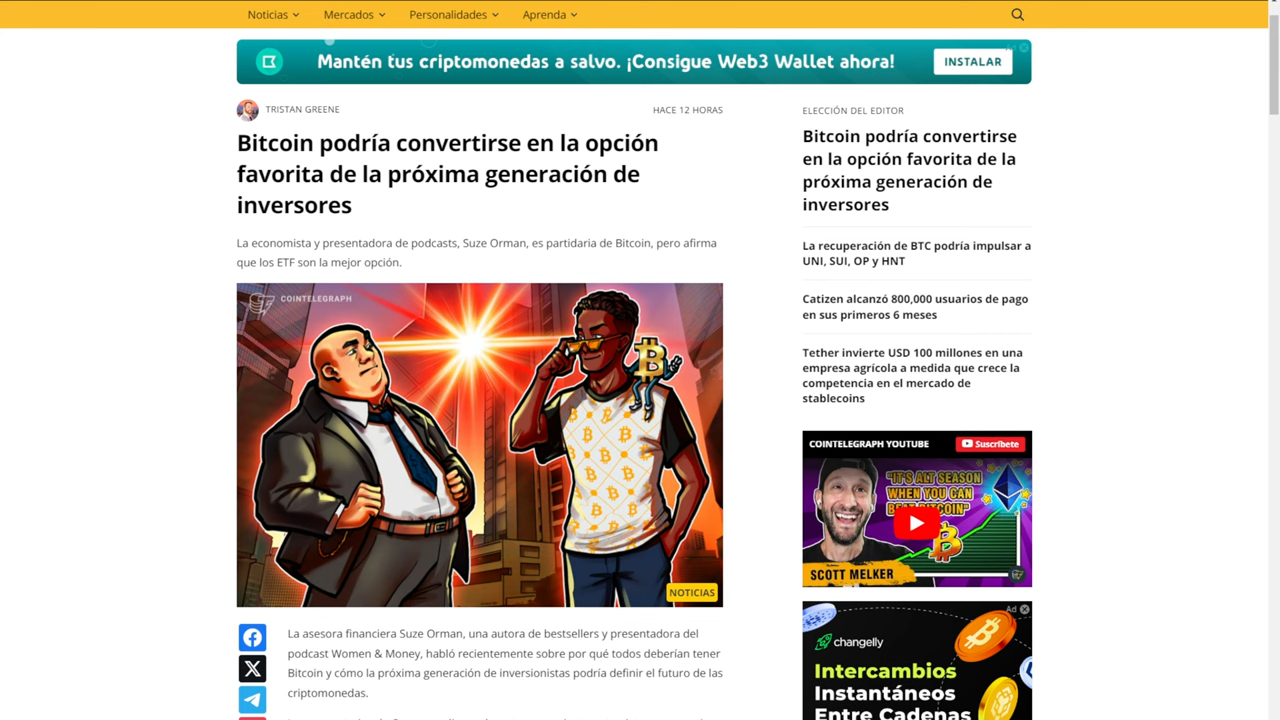 Noticias
Mercados
Personalidades
Aprenda
Mantén tus criptomonedas a salvo. ¡Consigue Web3 Wallet ahora!
INSTALAR
Ad
TRISTAN GREENE
HACE 12 HORAS
Bitcoin podría convertirse en la opción
favorita de la próxima generación de
inversores
La economista y presentadora de podcasts, Suze Orman, es partidaria de Bitcoin, pero afirma
que los ETF son la mejor opción.
COINTELEGRAPH
NOTICIAS
La asesora financiera Suze Orman, una autora de bestsellers y presentadora del
podcast Women & Money, habló recientemente sobre por qué todos deberían tener
Bitcoin y cómo la próxima generación de inversionistas podría definir el futuro de las
criptomonedas.
ELECCIÓN DEL EDITOR
Bitcoin podría convertirse
en la opción favorita de la
próxima generación de
inversores
La recuperación de BTC podría impulsar a
UNI, SUI, OP y HNT
Catizen alcanzó 800,000 usuarios de pago
en sus primeros 6 meses
Tether invierte USD 100 millones en una
empresa agrícola a medida que crece la
competencia en el mercado de
stablecoins
COINTELEGRAPH YOUTUBE
Suscríbete
"IT'S ALT SEASON
WHEN YOU CAN
BEAT BITCOIN"
SCOTT MELKER
Ad
changelly
Intercambios
Instantáneos
Entre Cadenas